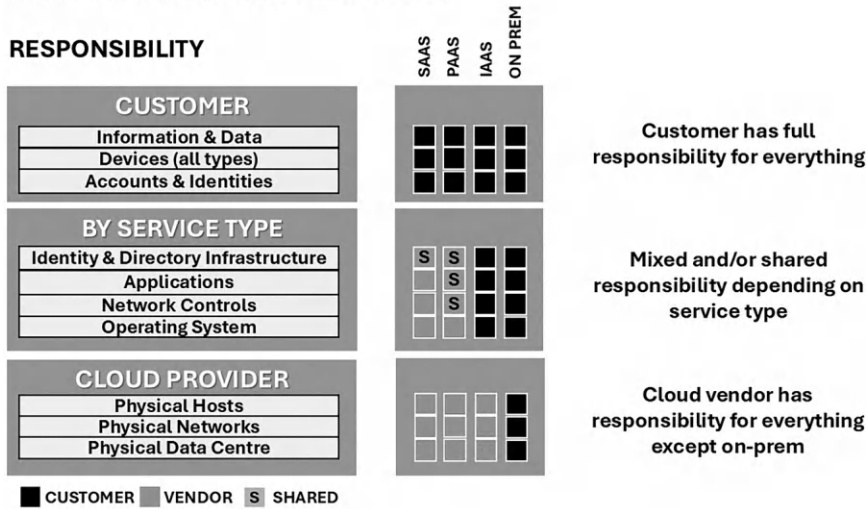 RESPONSIBILITY
SAAS
PAAS
IAAS
ON PREM
CUSTOMER
Information & Data
Devices (all types)
Accounts & Identities
Customer has full
responsibility for everything
BY SERVICE TYPE
Identity & Directory Infrastructure
Applications
Network Controls
Operating System
S S
S
S
Mixed and/or shared
responsibility depending on
service type
CLOUD PROVIDER
Physical Hosts
Physical Networks
Physical Data Centre
Cloud vendor has
responsibility for everything
except on-prem
CUSTOMER VENDOR S SHARED